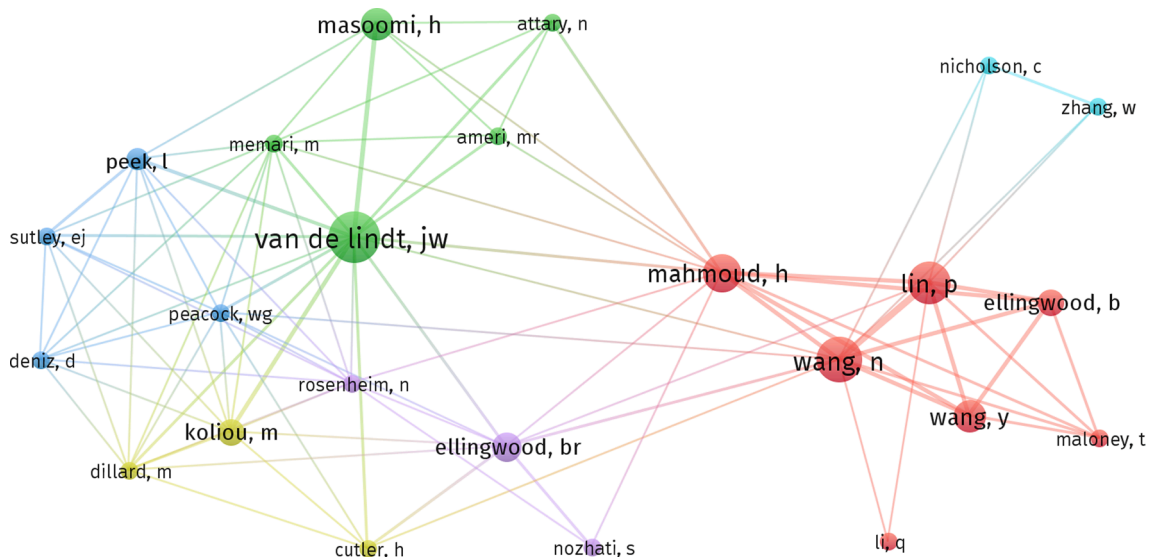 masoomi, h
attary, n
nicholson, c
zhang, w
memari, m
ameri, mr
peek, l
sutley, ej
van de lindt, jw
mahmoud, h
lin, p
ellingwood, b
peacock, wg
deniz, d
rosenheim, n
wang, n
koliou, m
ellingwood, br
wang, y
maloney, t
dillard, m
cutler, h
nozhati, s
li, q